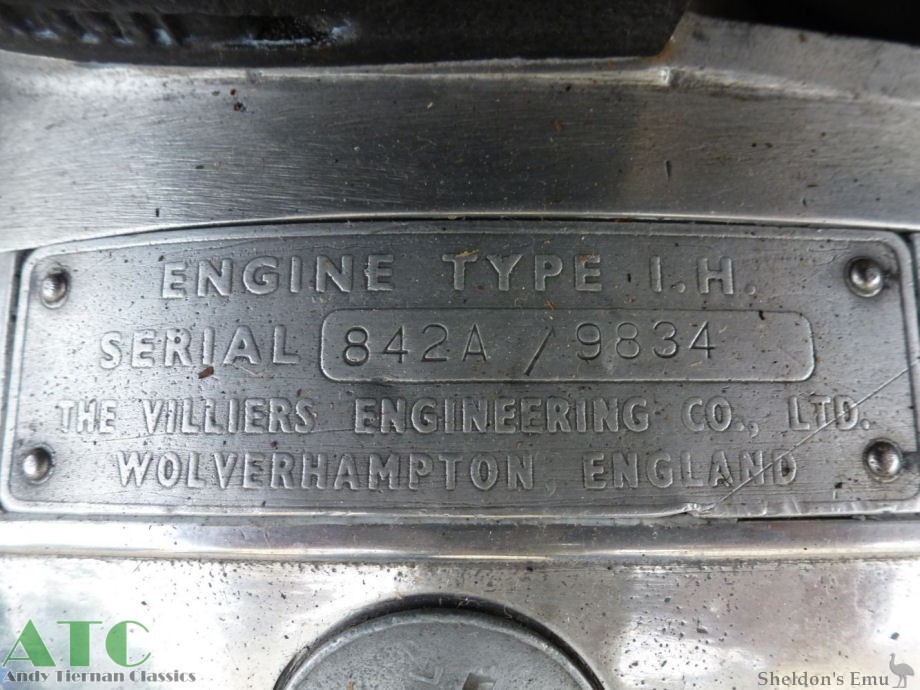 ENGINE TYPE I.H.
SERIAL 842A / 9834
THE VILLIERS ENGINEERING CO., LTD.
WOLVERHAMPTON, ENGLAND
ATC
Andy Tiernan Classics
Sheldon's Emu